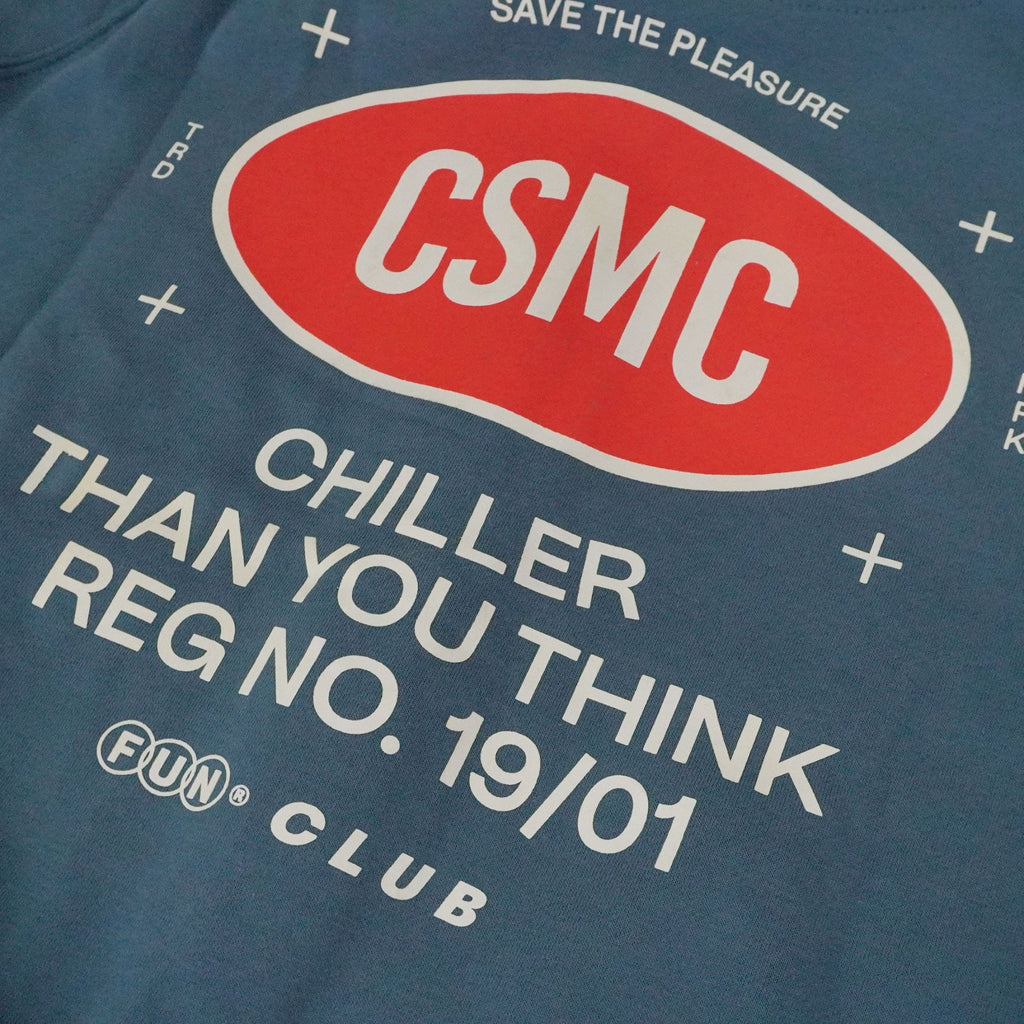 SAVE THE PLEASURE
TRD
CSMC
CHILLER
THAN YOU THINK
REG NO. 19/01
FUN® CLUB